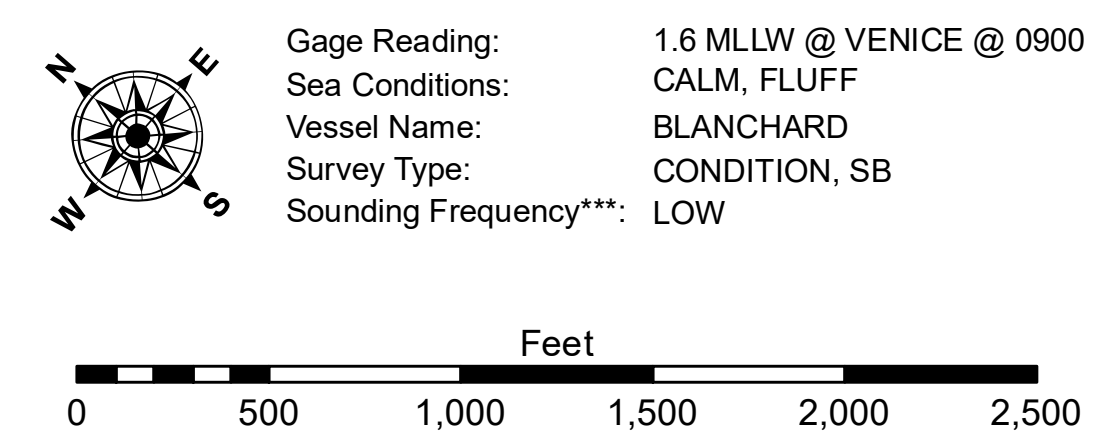 N
E
W
S
Gage Reading: 1.6 MLLW @ VENICE @ 0900
Sea Conditions: CALM, FLUFF
Vessel Name: BLANCHARD
Survey Type: CONDITION, SB
Sounding Frequency***: LOW
Feet
0 500 1,000 1,500 2,000 2,500